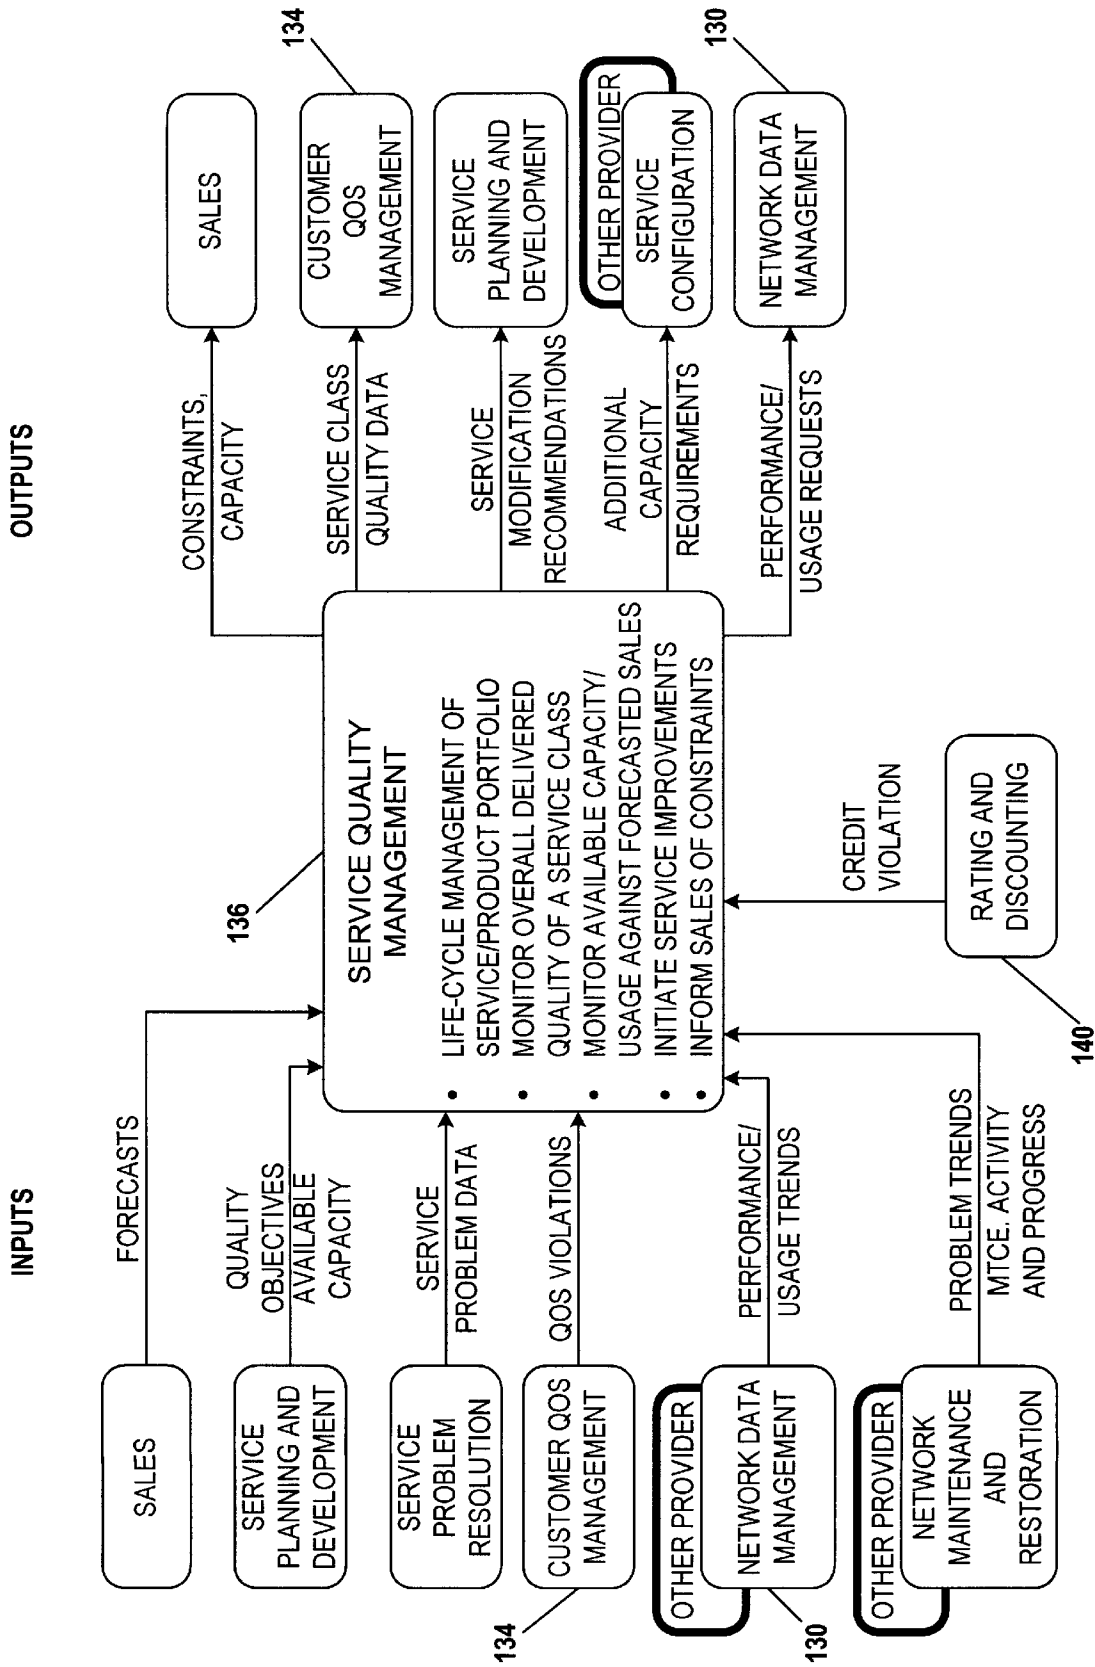 INPUTS
OUTPUTS
SALES
FORECASTS
SERVICE
PLANNING AND
DEVELOPMENT
QUALITY
OBJECTIVES
AVAILABLE
CAPACITY
SERVICE
PROBLEM
RESOLUTION
SERVICE
PROBLEM DATA
CUSTOMER QOS
MANAGEMENT
QOS VIOLATIONS
134
OTHER PROVIDER
NETWORK DATA
MANAGEMENT
PERFORMANCE/
USAGE TRENDS
130
OTHER PROVIDER
NETWORK
MAINTENANCE
AND
RESTORATION
PROBLEM TRENDS
MTCE. ACTIVITY
AND PROGRESS
136
SERVICE QUALITY
MANAGEMENT
• LIFE-CYCLE MANAGEMENT OF
SERVICE/PRODUCT PORTFOLIO
• MONITOR OVERALL DELIVERED
QUALITY OF A SERVICE CLASS
• MONITOR AVAILABLE CAPACITY/
USAGE AGAINST FORECASTED SALES
• INITIATE SERVICE IMPROVEMENTS
• INFORM SALES OF CONSTRAINTS
CREDIT
VIOLATION
RATING AND
DISCOUNTING
140
CONSTRAINTS,
CAPACITY
SALES
SERVICE CLASS
QUALITY DATA
CUSTOMER
QOS
MANAGEMENT
134
SERVICE
MODIFICATION
RECOMMENDATIONS
SERVICE
PLANNING AND
DEVELOPMENT
ADDITIONAL
CAPACITY
REQUIREMENTS
OTHER PROVIDER
SERVICE
CONFIGURATION
PERFORMANCE/
USAGE REQUESTS
NETWORK DATA
MANAGEMENT
130